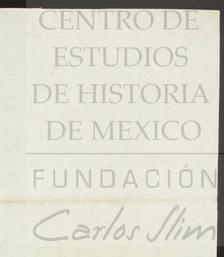 CENTRO DE
ESTUDIOS
DE HISTORIA
DE MEXICO
FUNDACIÓN
Carlos Slim